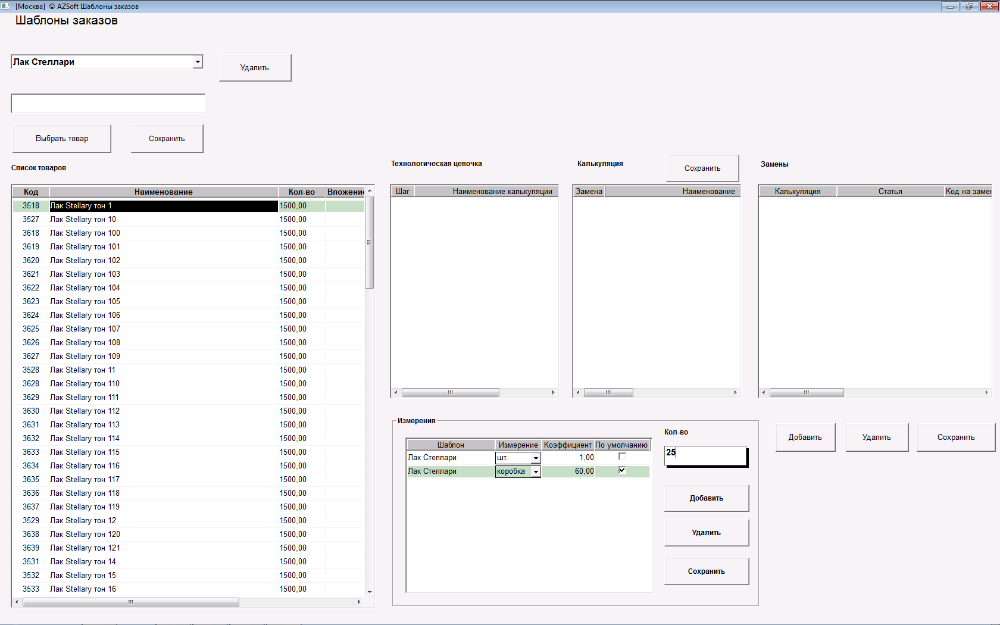 [Москва] © AZSoft Шаблоны заказов
Шаблоны заказов
Лак Стеллари
Удалить
Выбрать товар
Сохранить
Список товаров
Код Наименование Кол-во Вложение
3518 Лак Stellary тон 1 1500,00
3527 Лак Stellary тон 10 1500,00
3618 Лак Stellary тон 100 1500,00
3619 Лак Stellary тон 101 1500,00
3620 Лак Stellary тон 102 1500,00
3621 Лак Stellary тон 103 1500,00
3622 Лак Stellary тон 104 1500,00
3623 Лак Stellary тон 105 1500,00
3624 Лак Stellary тон 106 1500,00
3625 Лак Stellary тон 107 1500,00
3626 Лак Stellary тон 108 1500,00
3627 Лак Stellary тон 109 1500,00
3528 Лак Stellary тон 11 1500,00
3628 Лак Stellary тон 110 1500,00
3629 Лак Stellary тон 111 1500,00
3630 Лак Stellary тон 112 1500,00
3631 Лак Stellary тон 113 1500,00
3632 Лак Stellary тон 114 1500,00
3633 Лак Stellary тон 115 1500,00
3634 Лак Stellary тон 116 1500,00
3635 Лак Stellary тон 117 1500,00
3636 Лак Stellary тон 118 1500,00
3637 Лак Stellary тон 119 1500,00
3529 Лак Stellary тон 12 1500,00
3638 Лак Stellary тон 120 1500,00
3639 Лак Stellary тон 121 1500,00
3531 Лак Stellary тон 14 1500,00
3532 Лак Stellary тон 15 1500,00
3533 Лак Stellary тон 16 1500,00
Технологическая цепочка
Шаг Наименование калькуляции
Калькуляция
Сохранить
Замена Наименование
Замены
Калькуляция Статья Код на замен
Измерения
Шаблон Измерение Коэффициент По умолчанию
Лак Стеллари шт. 1,00
Лак Стеллари коробка 60,00
Кол-во
25
Добавить
Удалить
Сохранить
Добавить
Удалить
Сохранить